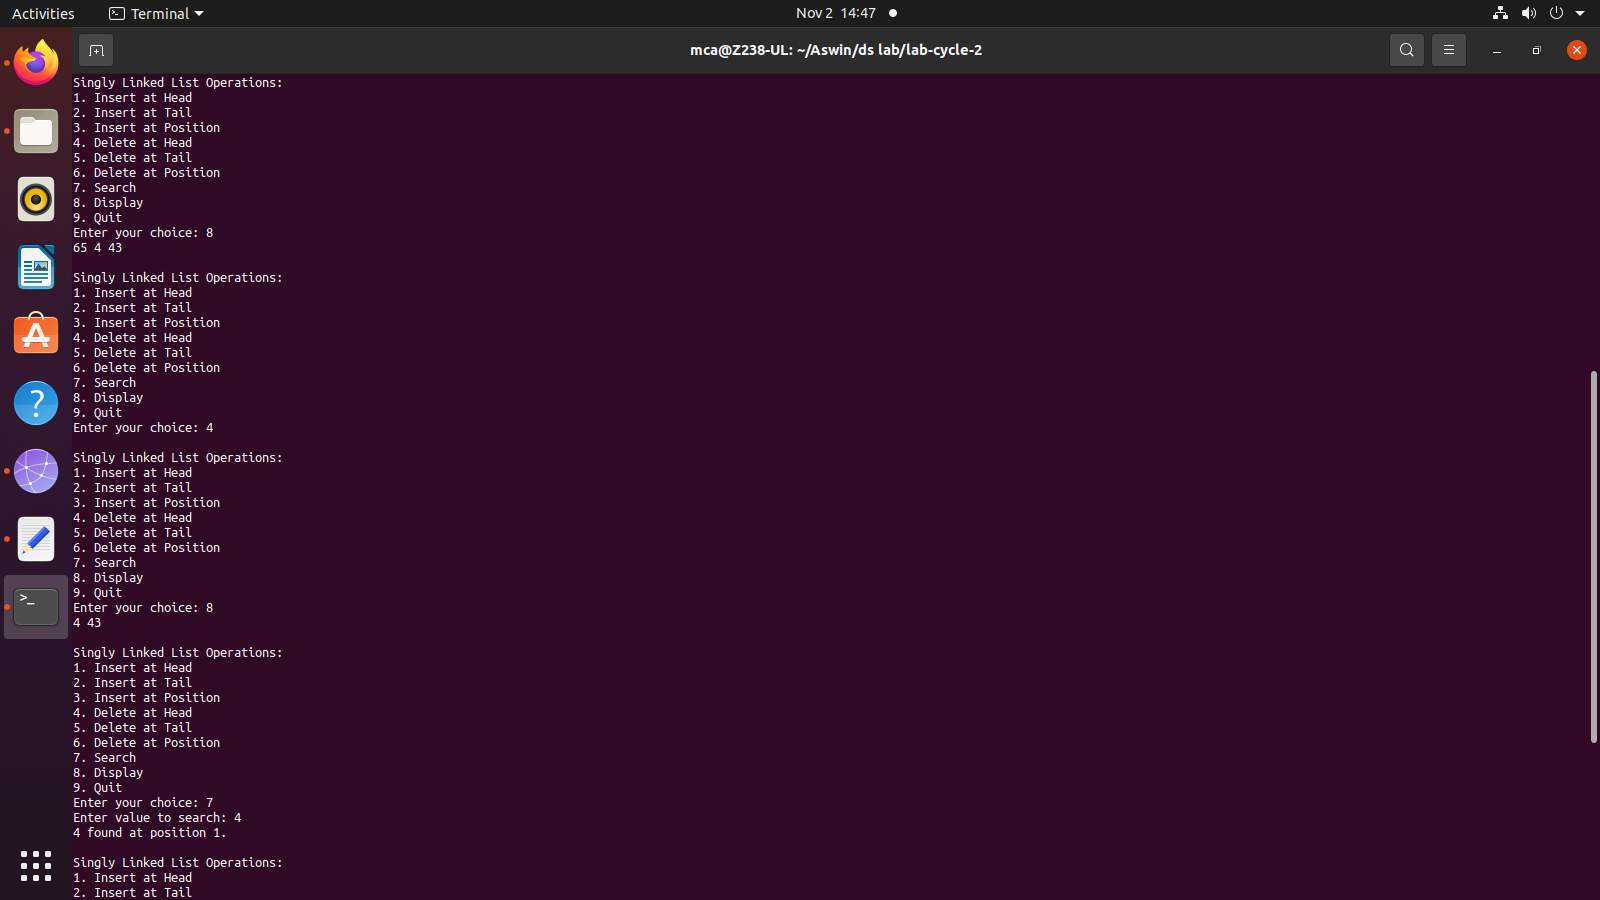 Activities Terminal Nov 2 14:47
mca@Z238-UL: ~/Aswin/ds lab/lab-cycle-2
Singly Linked List Operations:
1. Insert at Head
2. Insert at Tail
3. Insert at Position
4. Delete at Head
5. Delete at Tail
6. Delete at Position
7. Search
8. Display
9. Quit
Enter your choice: 8
65 4 43
Singly Linked List Operations:
1. Insert at Head
2. Insert at Tail
3. Insert at Position
4. Delete at Head
5. Delete at Tail
6. Delete at Position
7. Search
8. Display
9. Quit
Enter your choice: 4
Singly Linked List Operations:
1. Insert at Head
2. Insert at Tail
3. Insert at Position
4. Delete at Head
5. Delete at Tail
6. Delete at Position
7. Search
8. Display
9. Quit
Enter your choice: 8
4 43
Singly Linked List Operations:
1. Insert at Head
2. Insert at Tail
3. Insert at Position
4. Delete at Head
5. Delete at Tail
6. Delete at Position
7. Search
8. Display
9. Quit
Enter your choice: 7
Enter value to search: 4
4 found at position 1.
Singly Linked List Operations:
1. Insert at Head
2. Insert at Tail